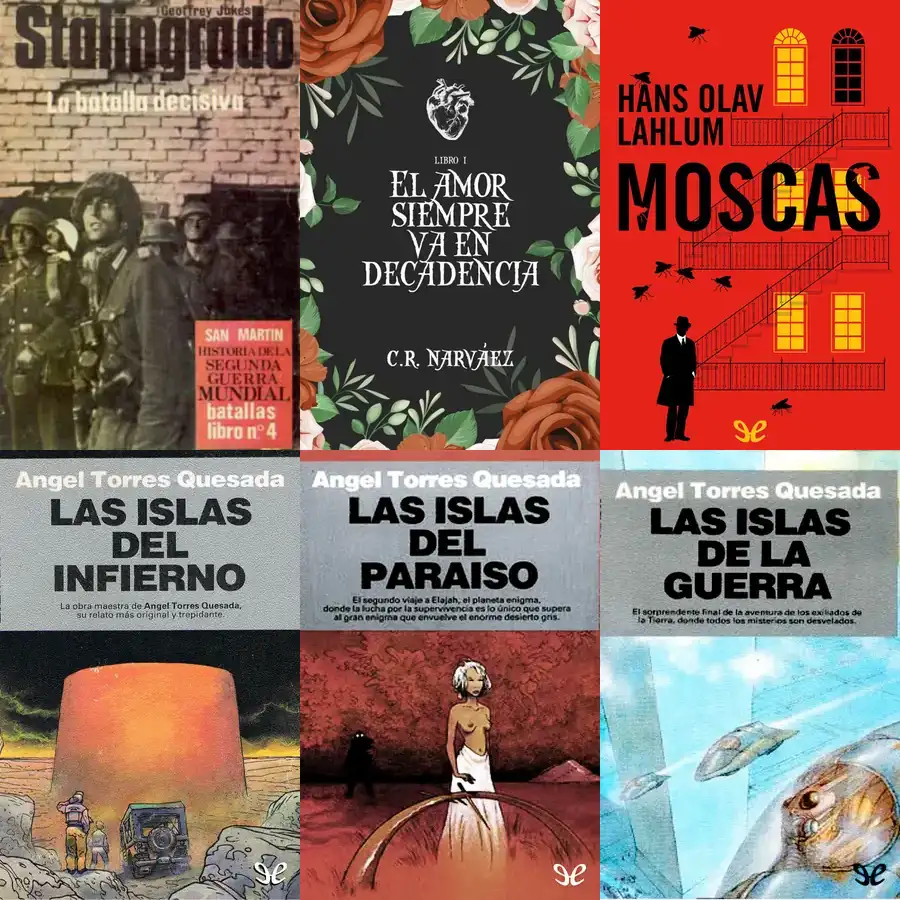 Geoffrey Jukes
Stalingrado
La batalla decisiva
SAN MARTIN
HISTORIA DE LA
SEGUNDA
GUERRA
MUNDIAL
batallas
libro nº 4
LIBRO I
EL AMOR
SIEMPRE
VA EN
DECADENCIA
C.R. NARVÁEZ
HANS OLAV
LAHLUM
MOSCAS
Angel Torres Quesada
LAS ISLAS
DEL
INFIERNO
La obra maestra de Angel Torres Quesada,
su relato más original y trepidante.
Angel Torres Quesada
LAS ISLAS
DEL
PARAISO
El segundo viaje a Elajah, el planeta enigma,
donde la lucha por la supervivencia es lo único que supera
al gran enigma que envuelve el enorme desierto gris.
Angel Torres Quesada
LAS ISLAS
DE LA
GUERRA
El sorprendente final de la aventura de los exiliados de
la Tierra, donde todos los misterios son desvelados.